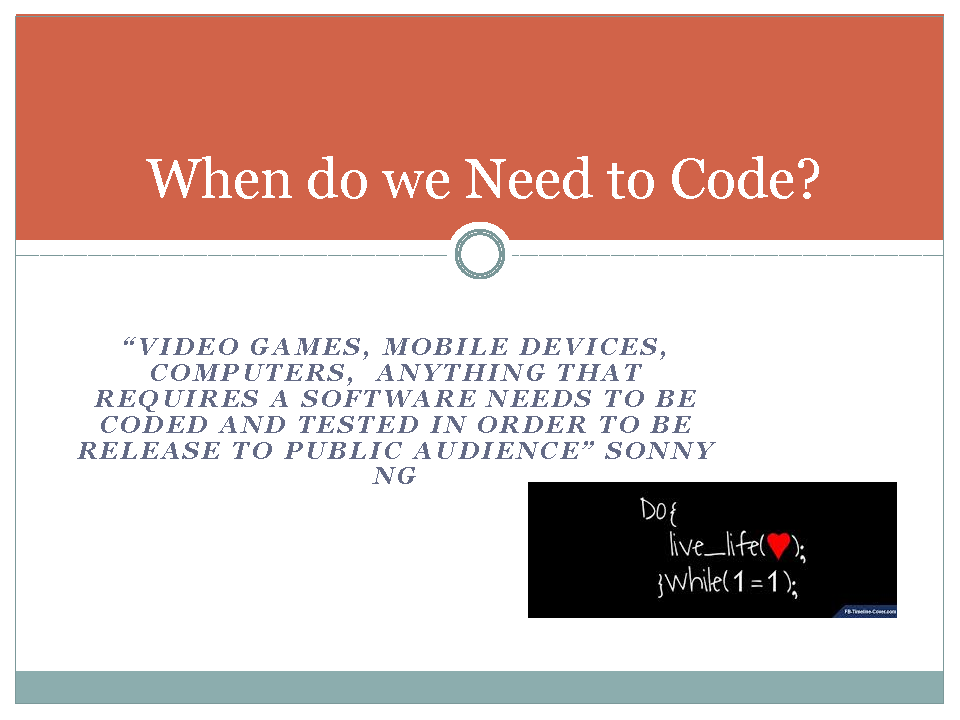 When do we Need to Code?
“VIDEO GAMES, MOBILE DEVICES,
COMPUTERS,  ANYTHING THAT
REQUIRES A SOFTWARE NEEDS TO BE
CODED AND TESTED IN ORDER TO BE
RELEASE TO PUBLIC AUDIENCE” SONNY
NG
DO{
live_life(♥);
}while(1=1);
FB-Timeline-Cover.com